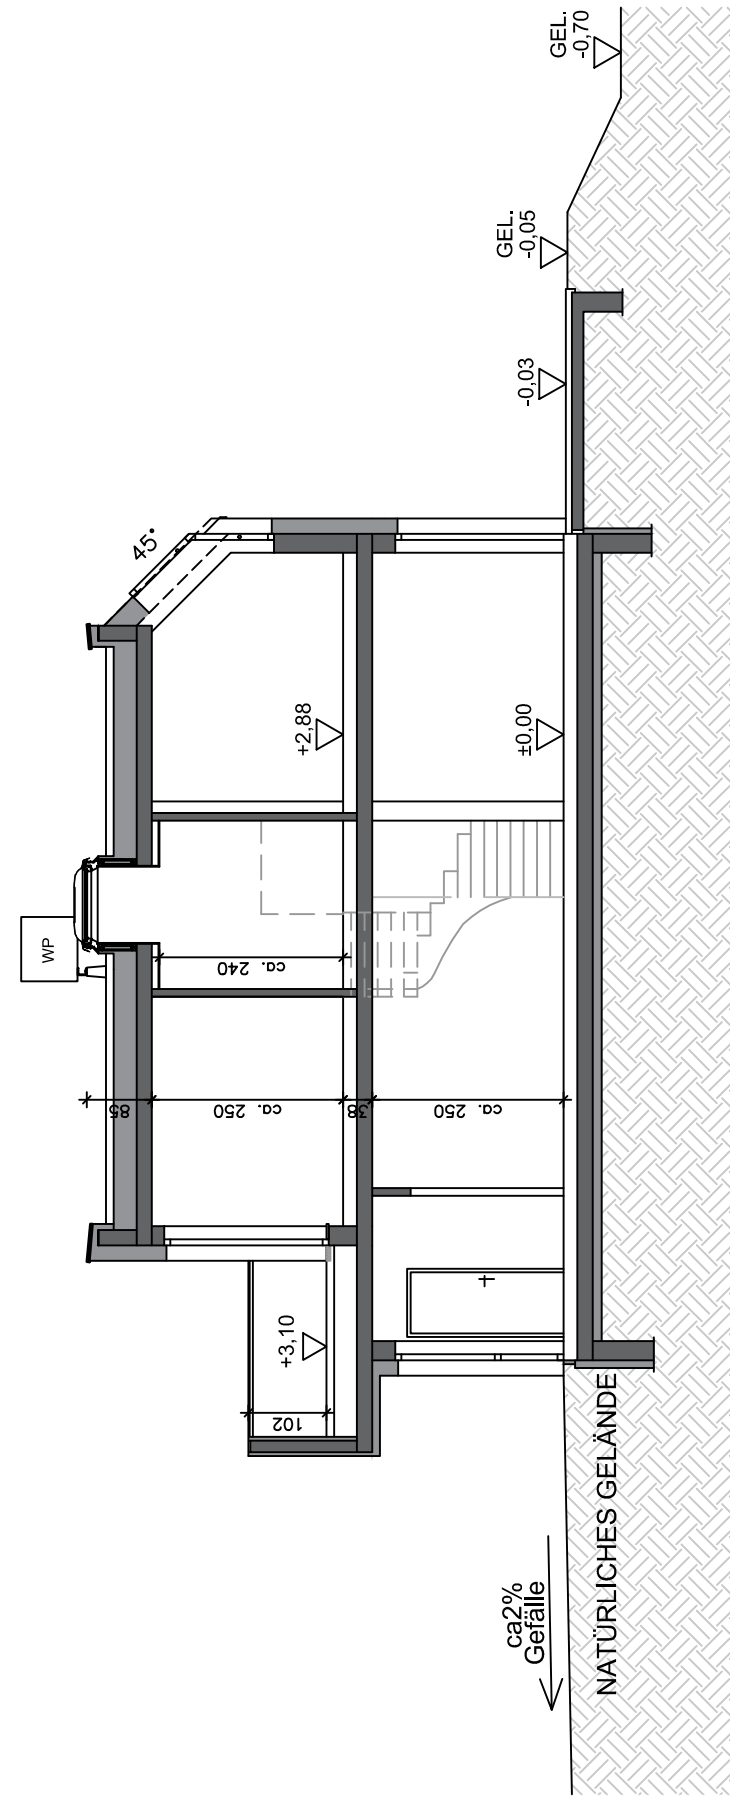 GEL.
-0,70
GEL.
-0,05
-0,03
45°
+2,88
±0,00
WP
ca. 240
85
ca. 250
38
ca. 250
+3,10
102
NATÜRLICHES GELÄNDE
ca2%
Gefälle